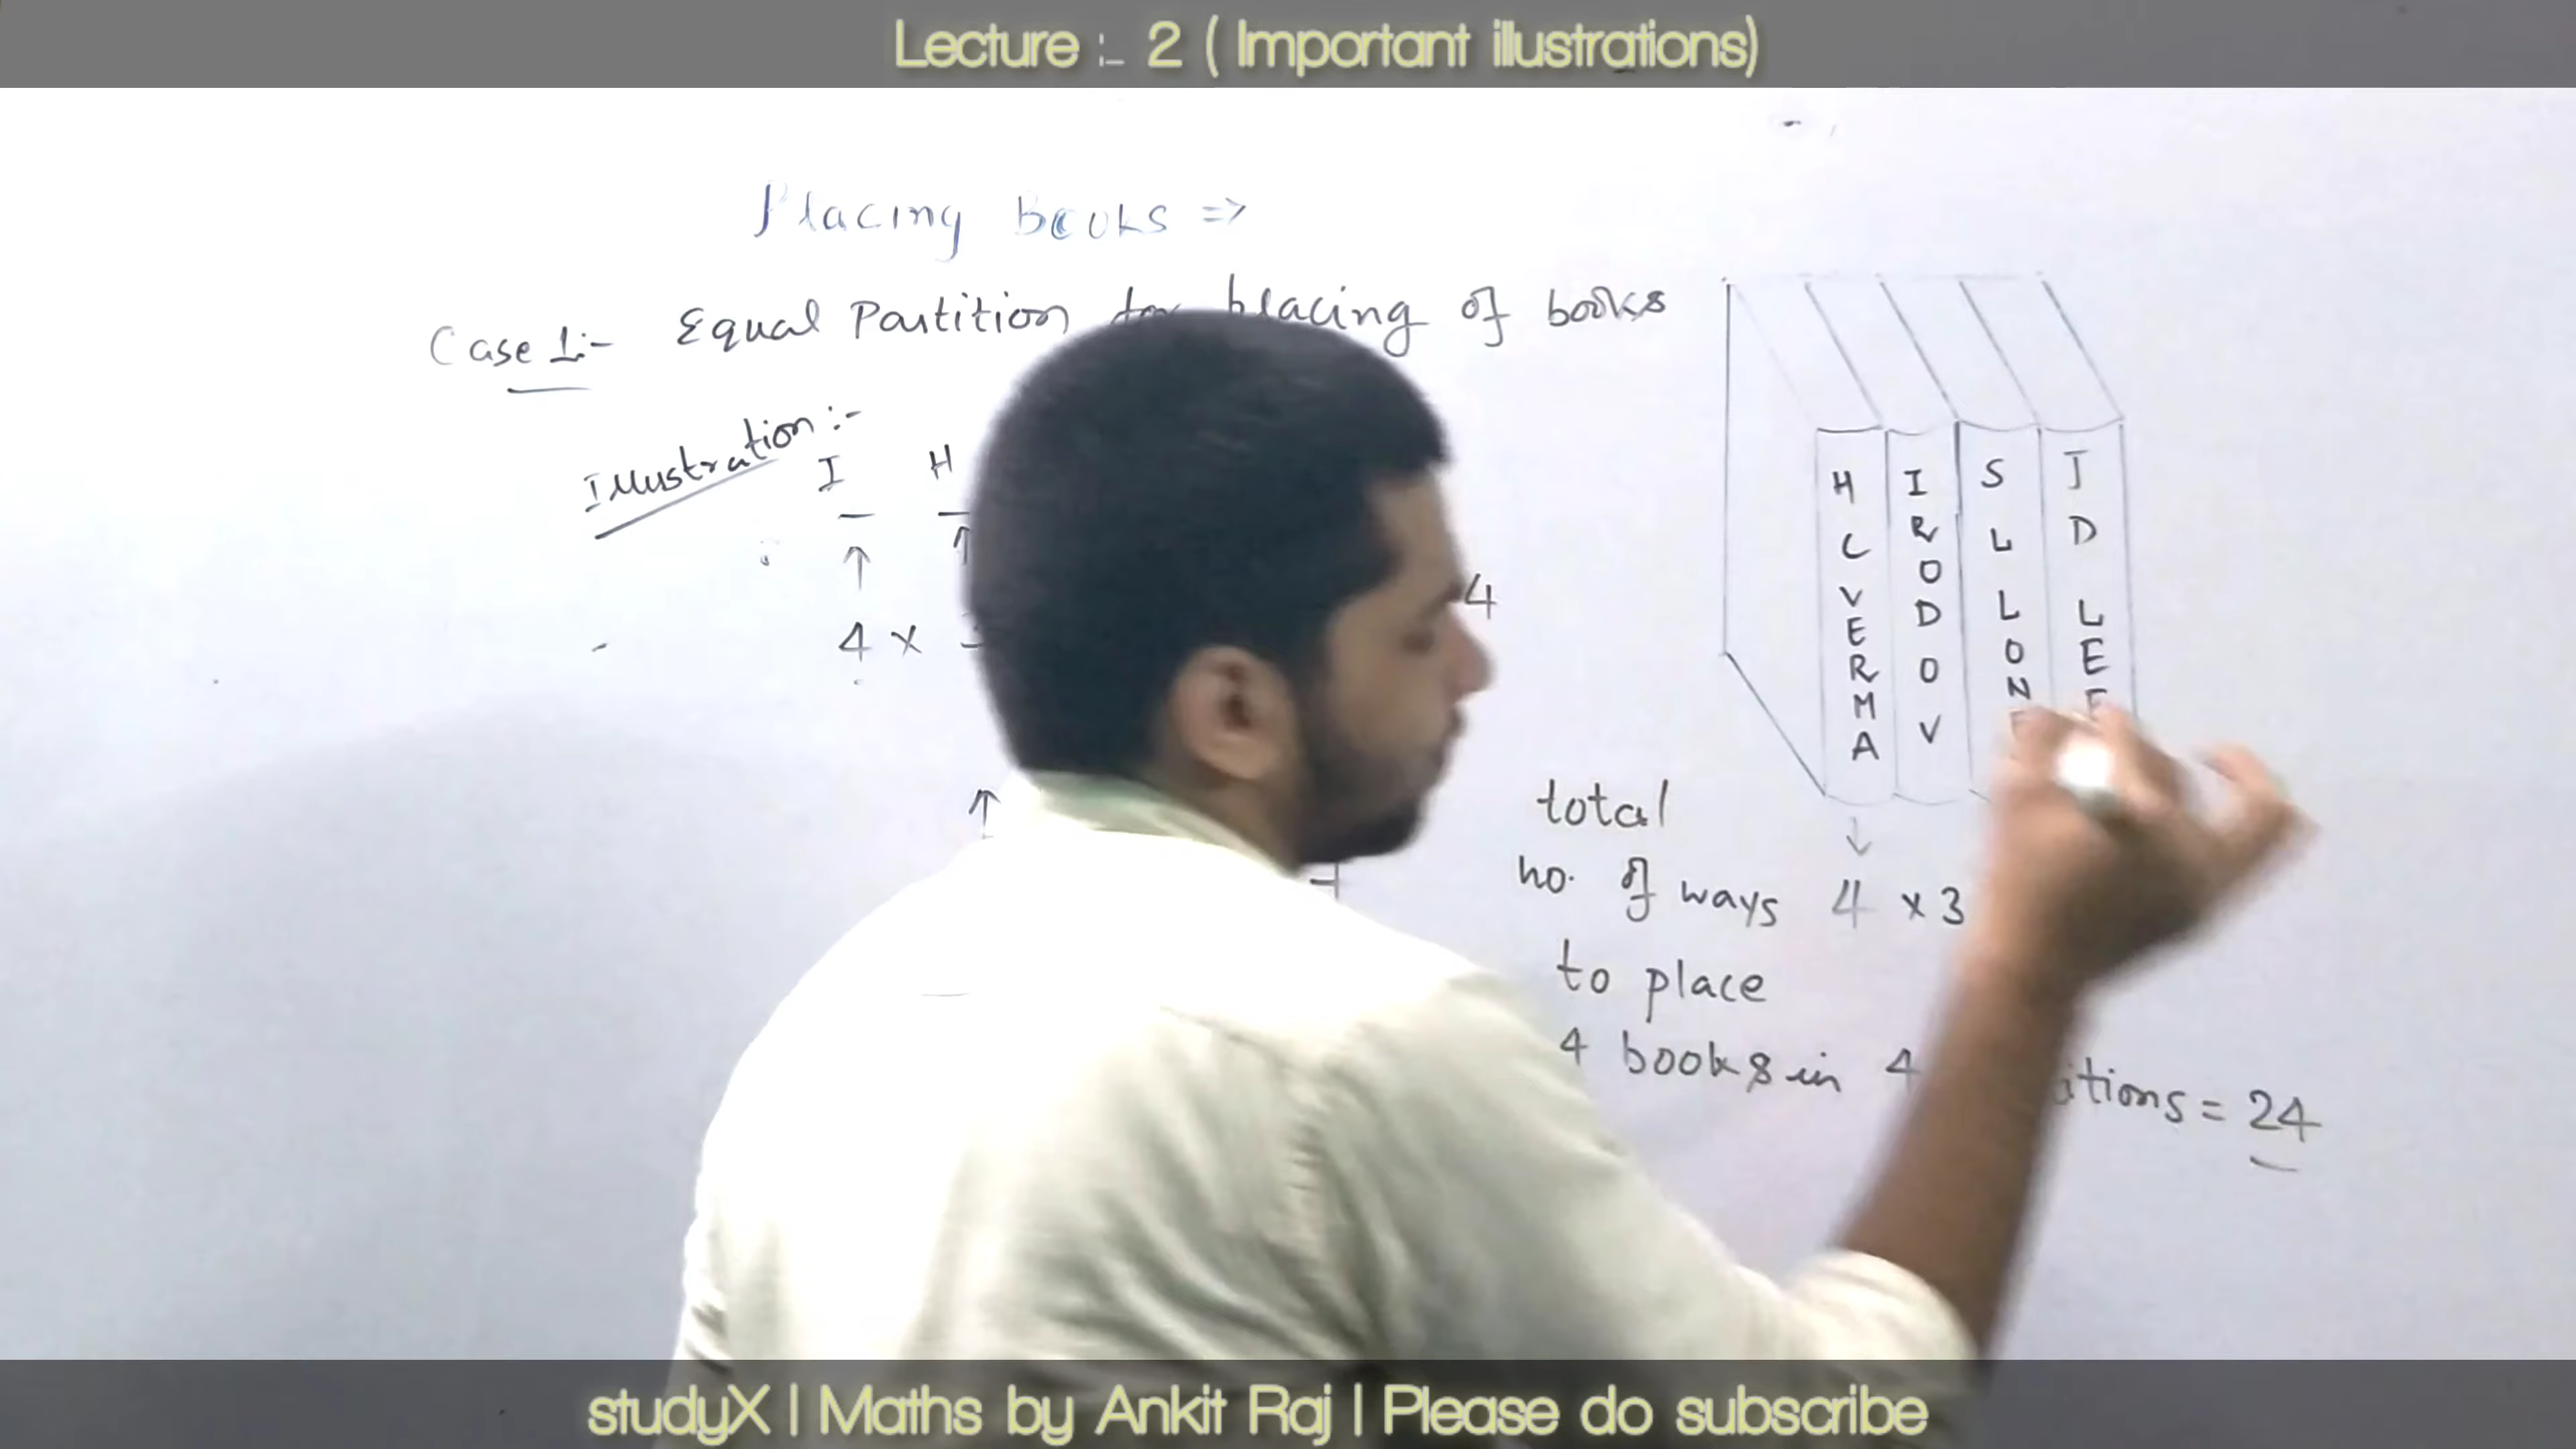 Lecture :- 2 ( Important illustrations)
Placing Books =>
Case 1:- Equal Partition for placing of books
Illustration :-
I H
4 × 4
H C VERMA
IRODOV
S L LONE
J D LEE
total
no. of ways 4 × 3
to place
4 books in 4 itions = 24
studyX | Maths by Ankit Raj | Please do subscribe